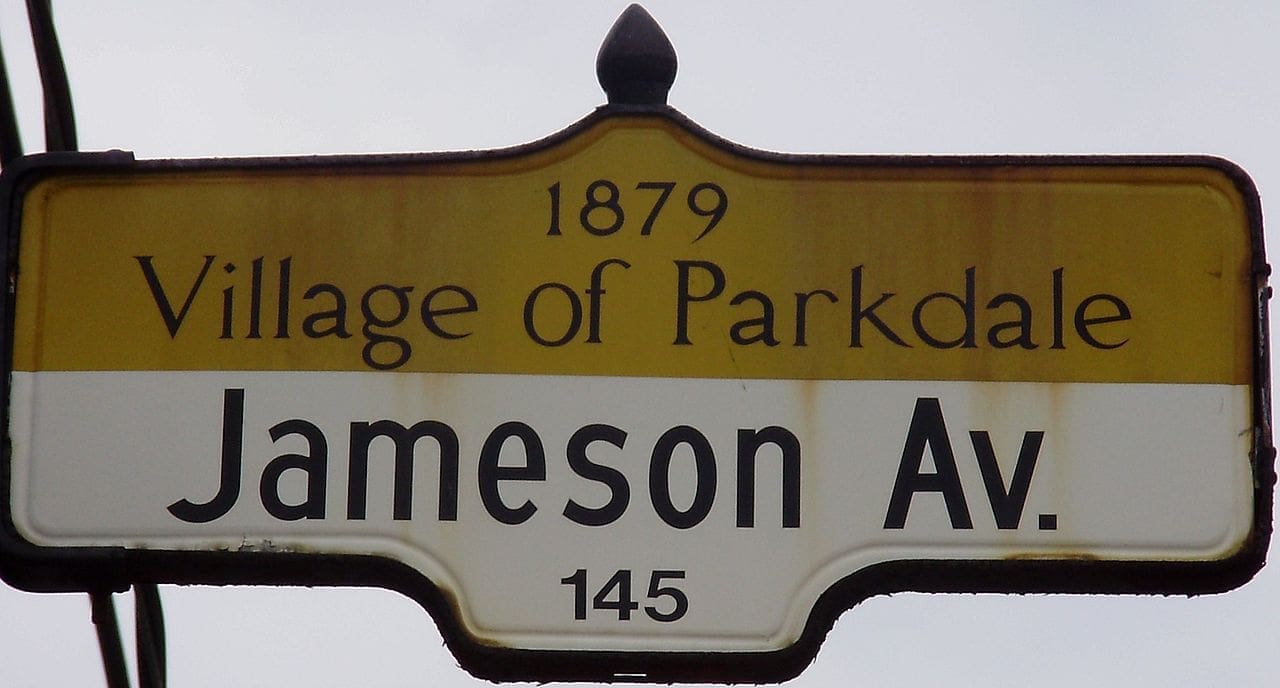 1879
Village of Parkdale
Jameson Av.
145